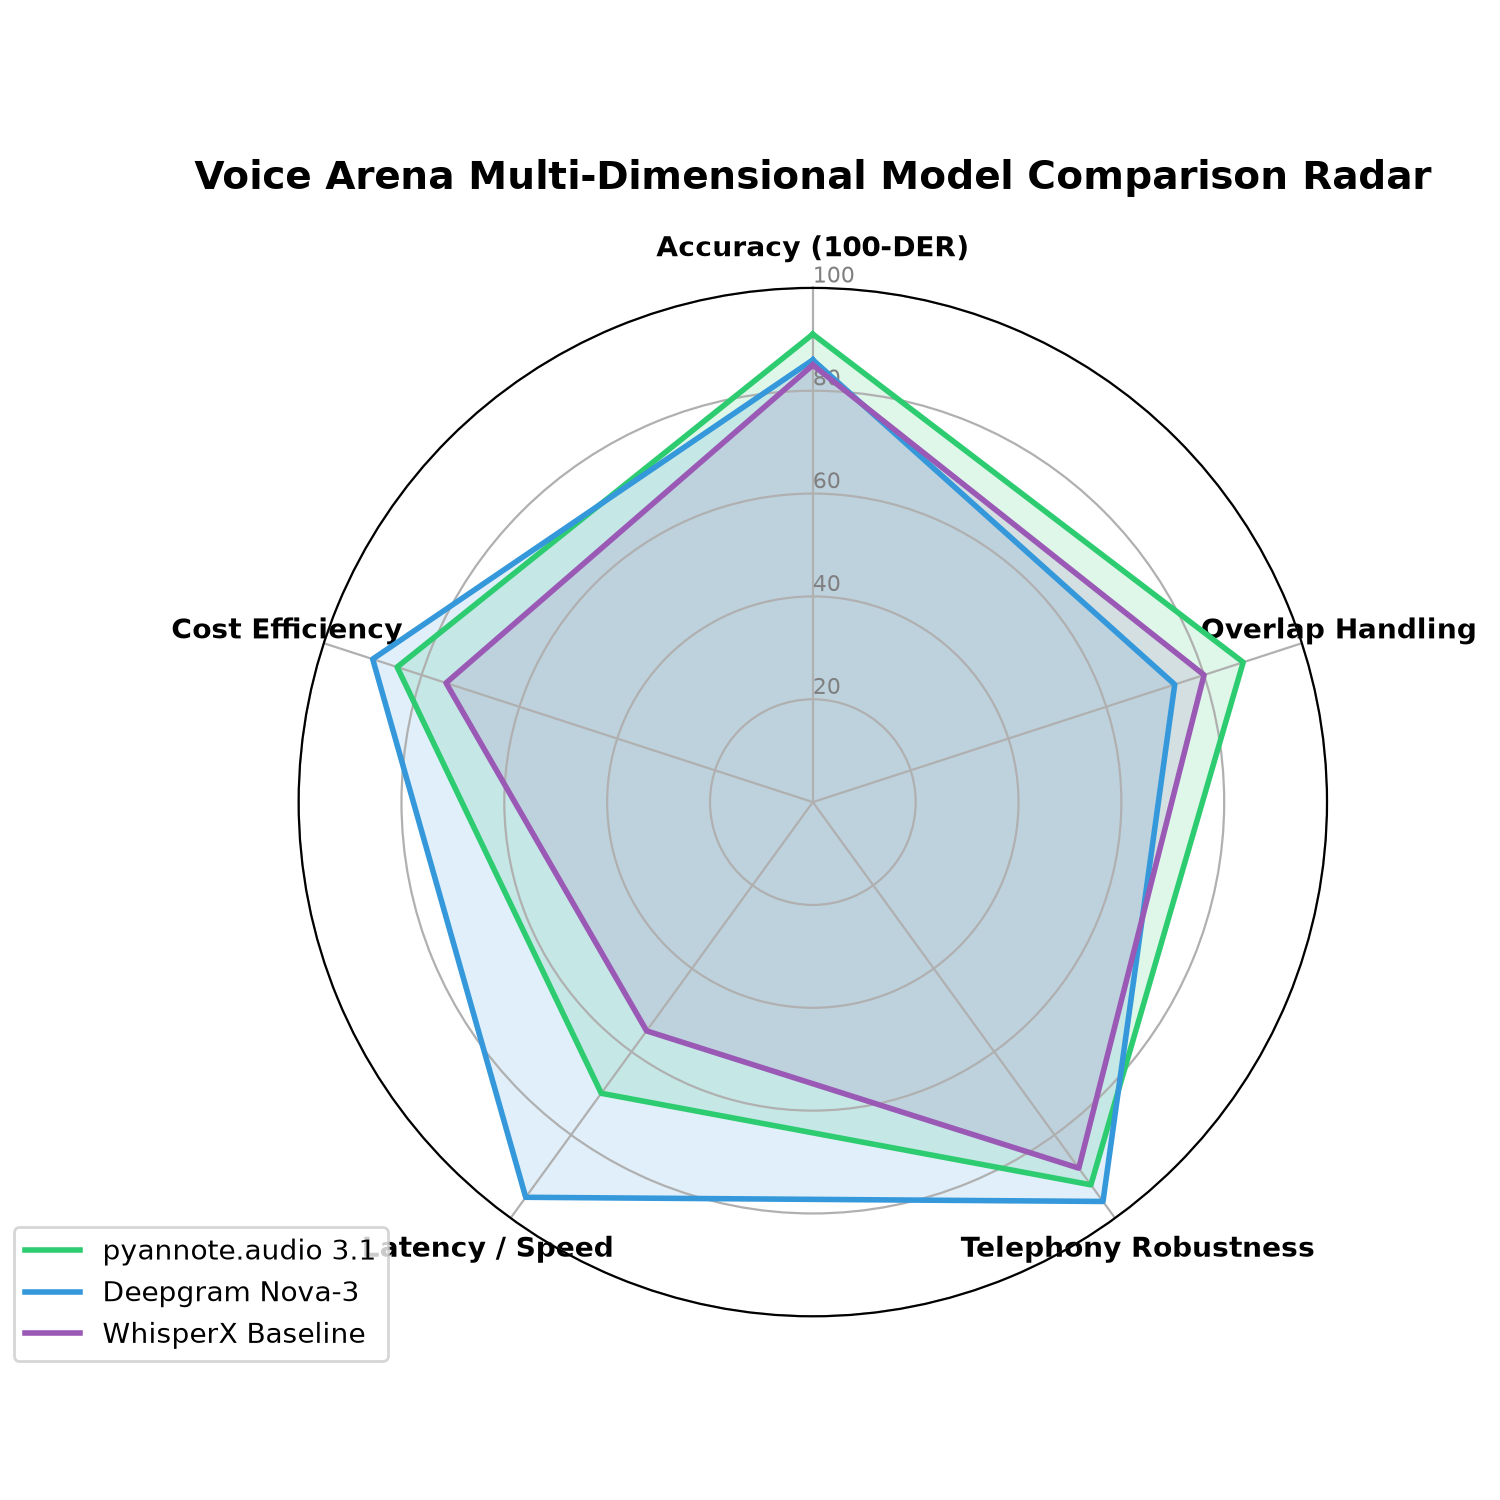 Voice Arena Multi-Dimensional Model Comparison Radar
Accuracy (100-DER)
100
80
60
40
20
Cost Efficiency
Overlap Handling
Latency / Speed
Telephony Robustness
pyannote.audio 3.1
Deepgram Nova-3
WhisperX Baseline